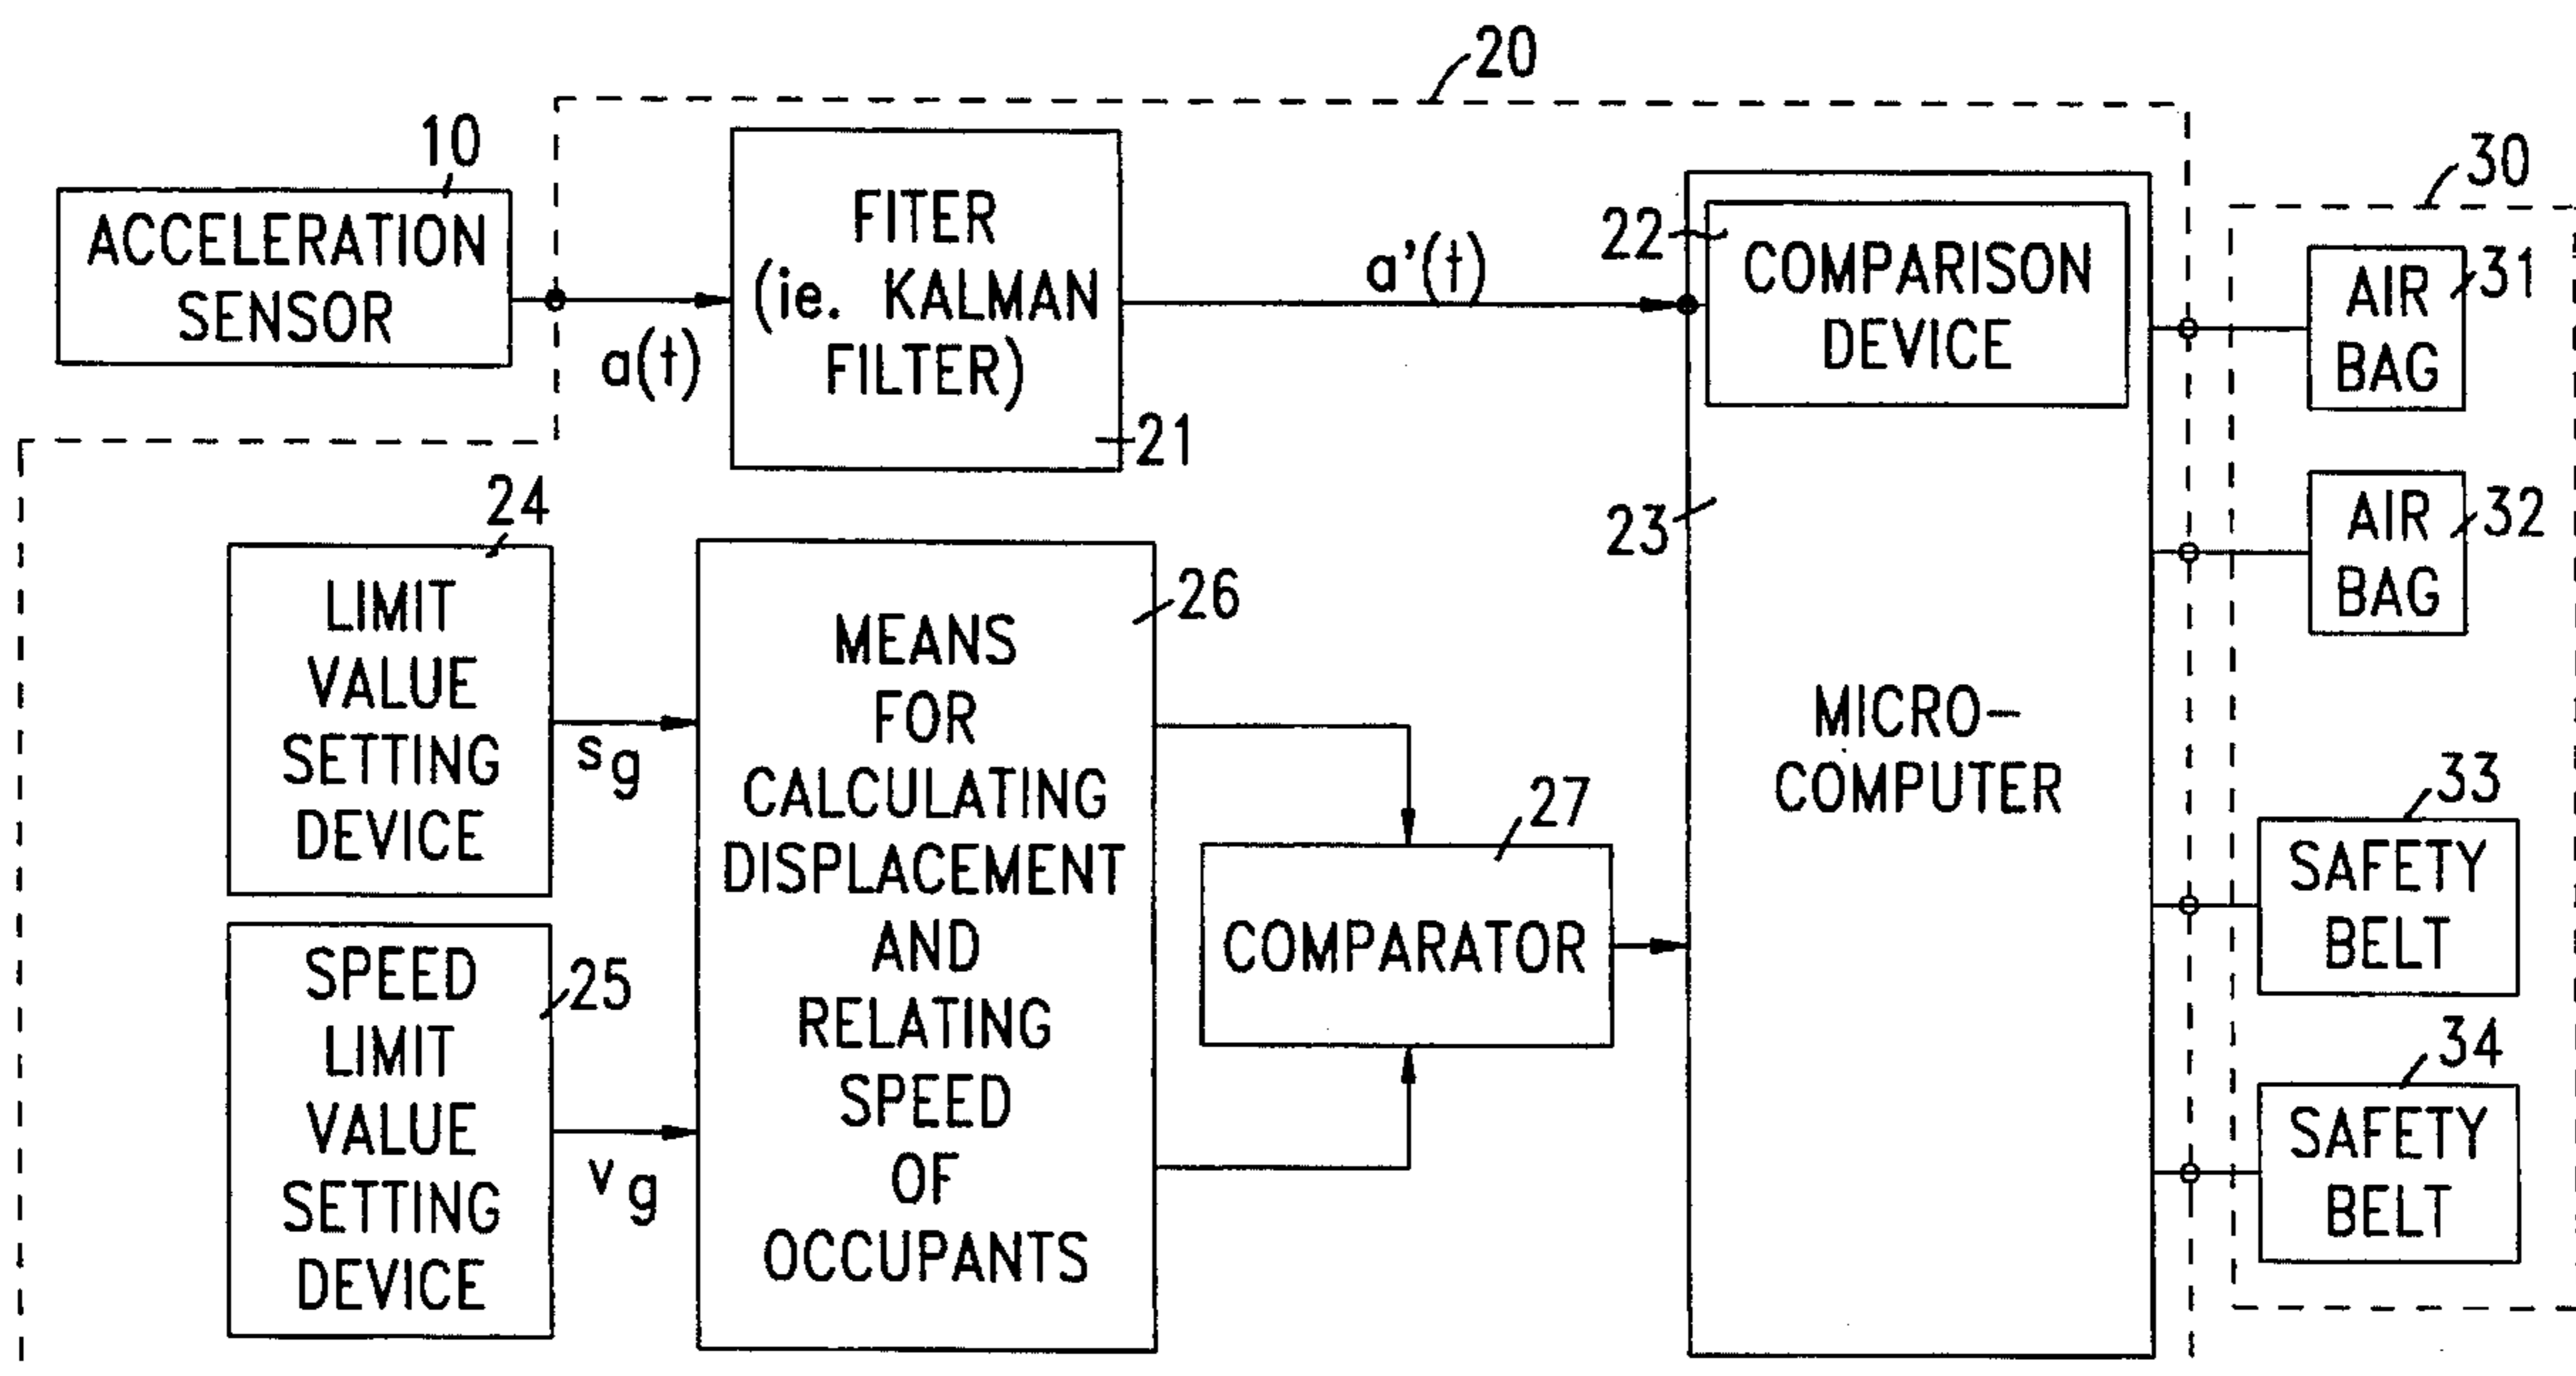 20
10
ACCELERATION
SENSOR
a(t)
FITER
(ie. KALMAN
FILTER)
21
a'(t)
22
COMPARISON
DEVICE
23
MICRO-
COMPUTER
30
AIR
BAG
31
AIR
BAG
32
33
SAFETY
BELT
34
SAFETY
BELT
24
LIMIT
VALUE
SETTING
DEVICE
sg
25
SPEED
LIMIT
VALUE
SETTING
DEVICE
vg
26
MEANS
FOR
CALCULATING
DISPLACEMENT
AND
RELATING
SPEED
OF
OCCUPANTS
27
COMPARATOR